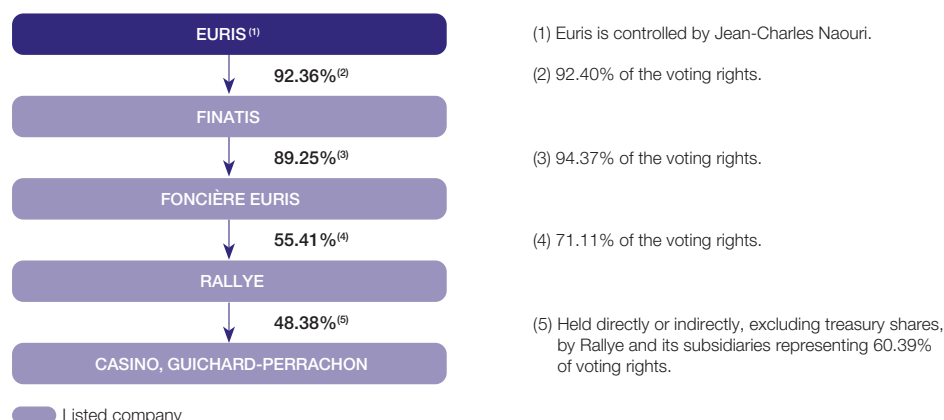 EURIS (1)
(1) Euris is controlled by Jean-Charles Naouri.
92.36%(2)
(2) 92.40% of the voting rights.
FINATIS
89.25%(3)
(3) 94.37% of the voting rights.
FONCIÈRE EURIS
55.41%(4)
(4) 71.11% of the voting rights.
RALLYE
48.38%(5)
(5) Held directly or indirectly, excluding treasury shares,
by Rallye and its subsidiaries representing 60.39%
of voting rights.
CASINO, GUICHARD-PERRACHON
Listed company